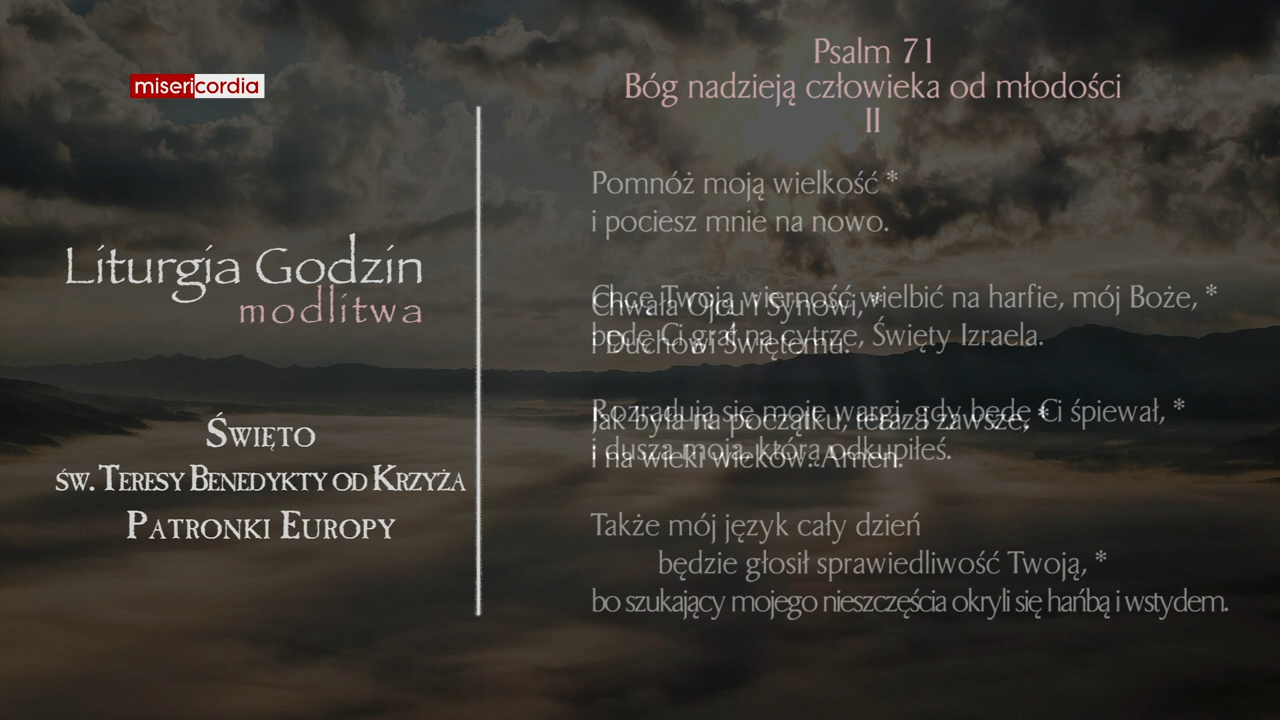 misericordia
Liturgia Godzin
modlitwa
Święto
św. Teresy Benedykty od Krzyża
Patronki Europy
Psalm 71
Bóg nadzieją człowieka od młodości
II
Pomnóż moją wielkość *
i pociesz mnie na nowo.
Chcę Twoją wierność wielbić na harfie, mój Boże, *
będę Ci grał na cytrze, Święty Izraela.
Chwała Ojcu i Synowi, *
i Duchowi Świętemu.
Rozradują się moje wargi, gdy będę Ci śpiewał, *
i dusza moja, którą odkupiłeś.
Jak była na początku, teraz i zawsze, *
i na wieki wieków. Amen.
Także mój język cały dzień
będzie głosił sprawiedliwość Twoją, *
bo szukający mojego nieszczęścia okryli się hańbą i wstydem.